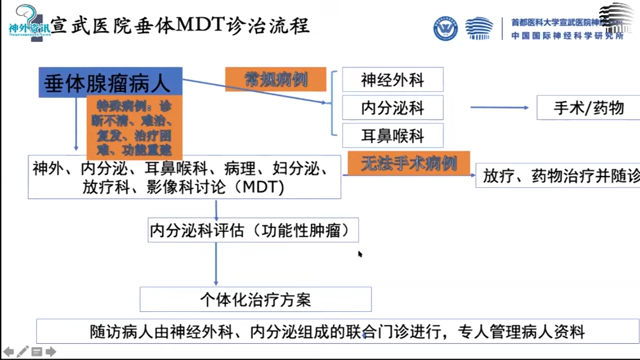 神外资讯
宣武医院垂体MDT诊治流程
首都医科大学宣武医院神经
中国国际神经科学研究所
垂体腺瘤病人
常规病例
神经外科
内分泌科
耳鼻喉科
手术/药物
特殊病例：诊
断不清、难治、
复发、治疗困
难、功能重建
无法手术病例
神外、内分泌、耳鼻喉科、病理、妇分泌、
放疗科、影像科讨论（MDT)
放疗、药物治疗并随诊
内分泌科评估（功能性肿瘤）
个体化治疗方案
随访病人由神经外科、内分泌组成的联合门诊进行，专人管理病人资料